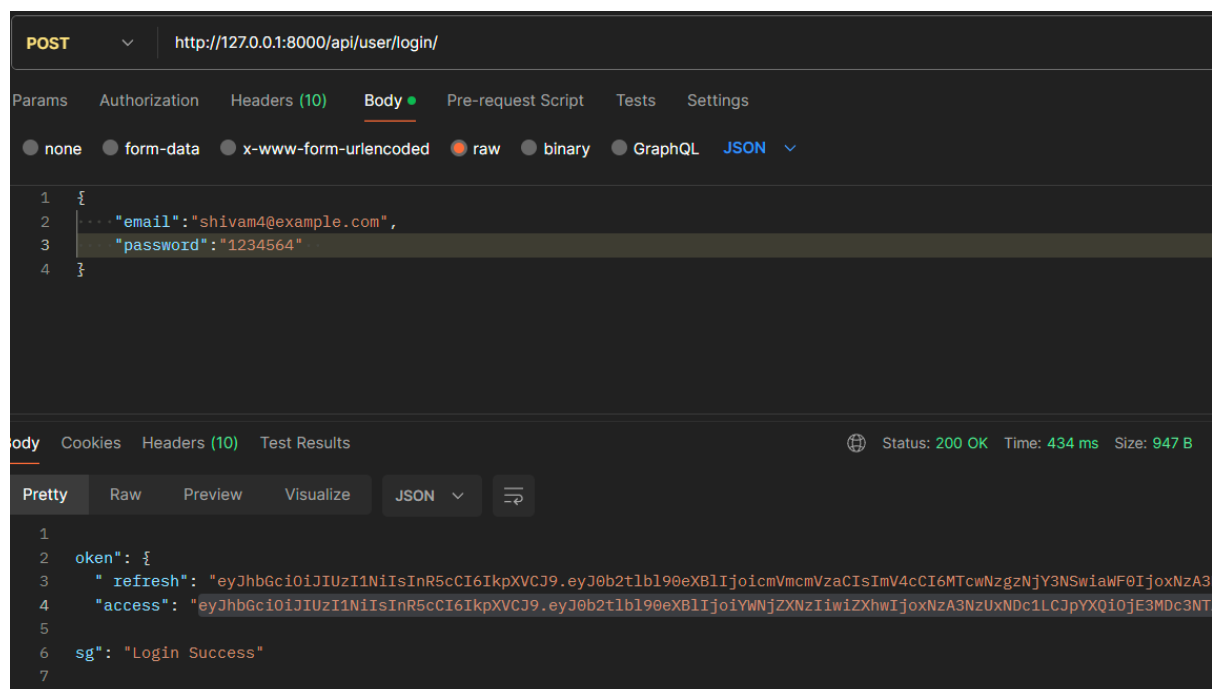 POST http://127.0.0.1:8000/api/user/login/
Params Authorization Headers (10) Body Pre-request Script Tests Settings
none form-data x-www-form-urlencoded raw binary GraphQL JSON
1 {
2 ····"email":"shivam4@example.com",
3 ····"password":"1234564"··
4 }
ody Cookies Headers (10) Test Results Status: 200 OK Time: 434 ms Size: 947 B
Pretty Raw Preview Visualize JSON
1
2 oken": {
3 " refresh": "eyJhbGciOiJIUzI1NiIsInR5cCI6IkpXVCJ9.eyJ0b2tlbl90eXBlIjoicmVmcmVzaCIsImV4cCI6MTcwNzgzNjY3NSwiaWF0IjoxNzA3
4 "access": "eyJhbGciOiJIUzI1NiIsInR5cCI6IkpXVCJ9.eyJ0b2tlbl90eXBlIjoiYWNjZXNzIiwiZXhwIjoxNzA3NzUxNDc1LCJpYXQiOjE3MDc3NT
5
6 sg": "Login Success"
7